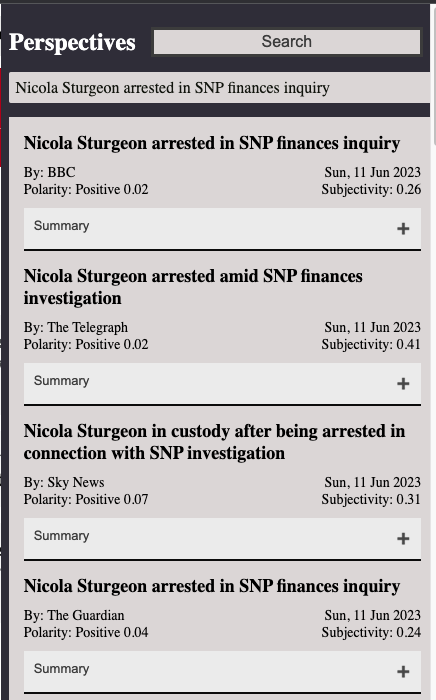 Perspectives
Search
Nicola Sturgeon arrested in SNP finances inquiry
Nicola Sturgeon arrested in SNP finances inquiry
By: BBC Sun, 11 Jun 2023
Polarity: Positive 0.02 Subjectivity: 0.26
Summary +
Nicola Sturgeon arrested amid SNP finances
investigation
By: The Telegraph Sun, 11 Jun 2023
Polarity: Positive 0.02 Subjectivity: 0.41
Summary +
Nicola Sturgeon in custody after being arrested in
connection with SNP investigation
By: Sky News Sun, 11 Jun 2023
Polarity: Positive 0.07 Subjectivity: 0.31
Summary +
Nicola Sturgeon arrested in SNP finances inquiry
By: The Guardian Sun, 11 Jun 2023
Polarity: Positive 0.04 Subjectivity: 0.24
Summary +